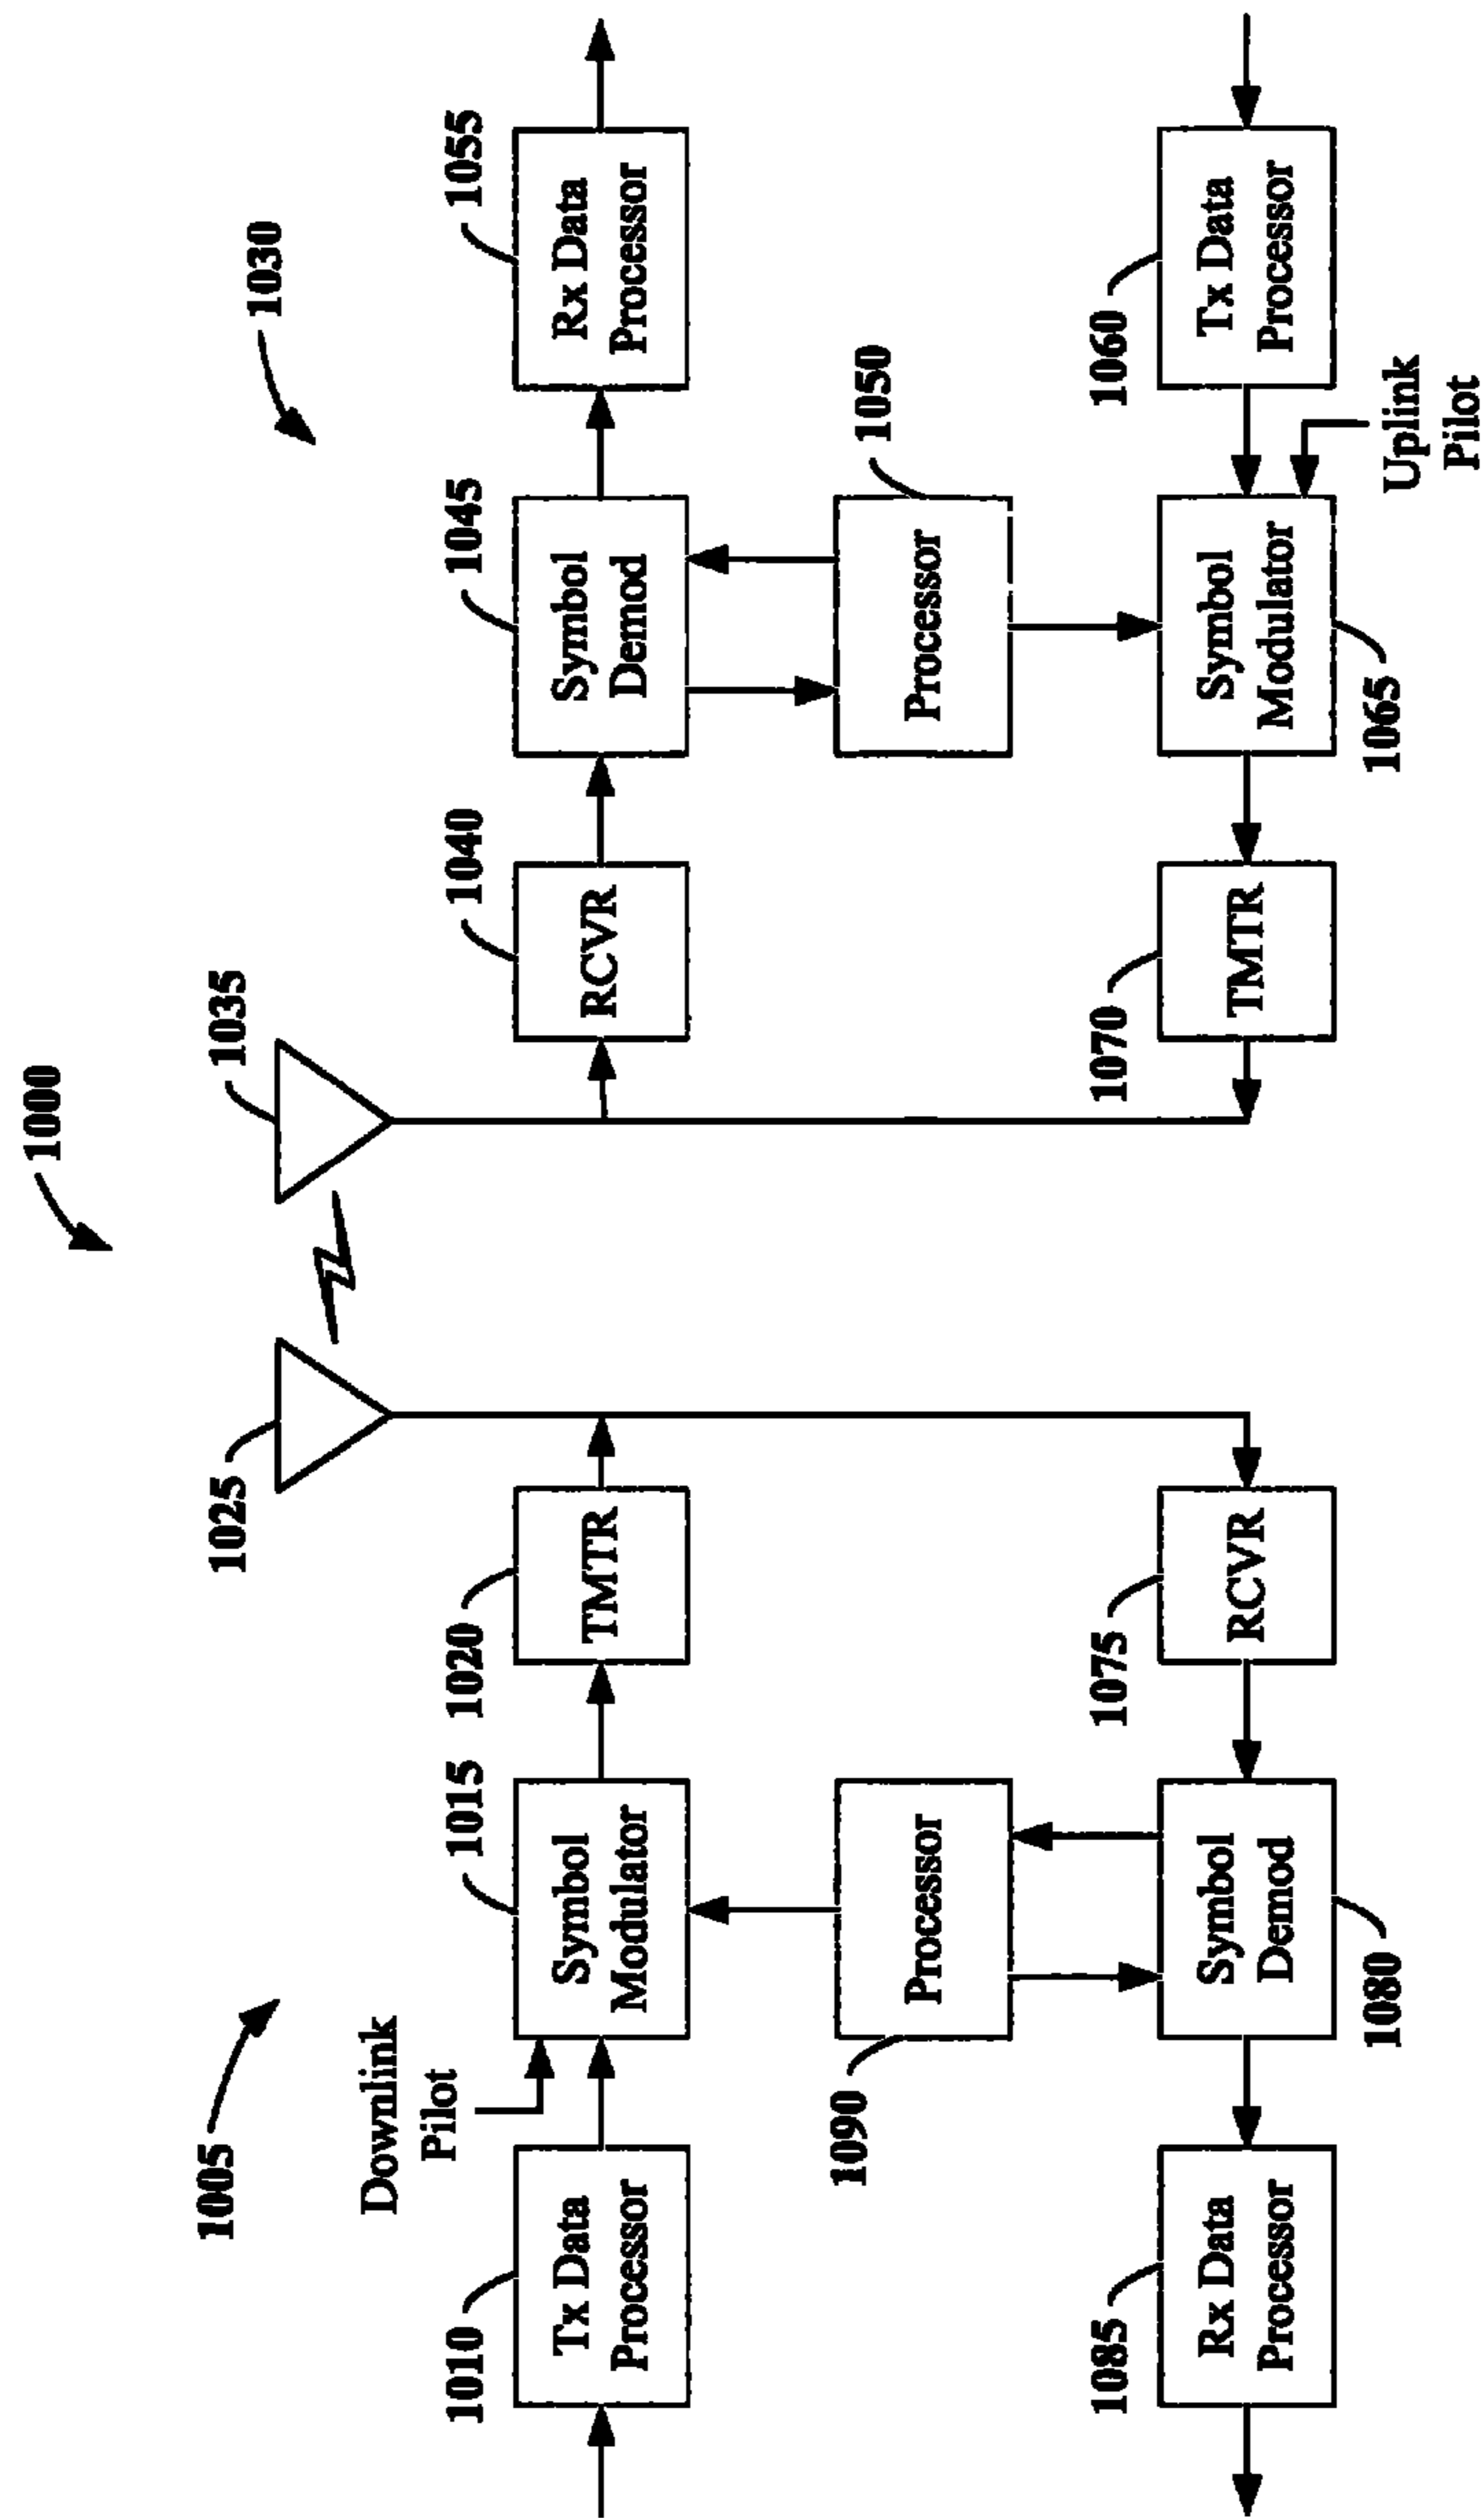 1000
1005
1030
1025
1035
Downlink
Pilot
1010
Tx Data
Processor
1015
Symbol
Modulator
1020
TMTR
1040
RCVR
1045
Symbol
Demod
1055
Rx Data
Processor
1090
Processor
1050
Processor
1085
Rx Data
Processor
1080
Symbol
Demod
1075
RCVR
1070
TMTR
1065
Symbol
Modulator
1060
Tx Data
Processor
Uplink
Pilot